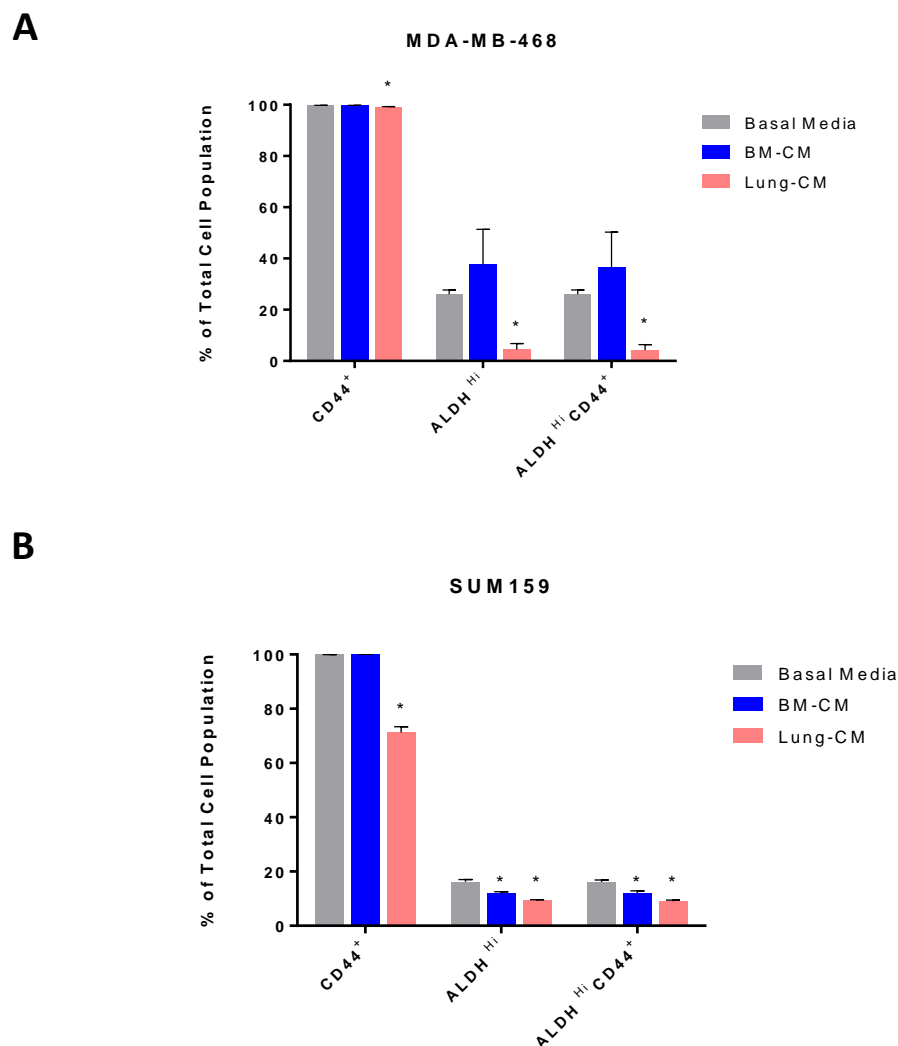 A
MDA-MB-468
% of Total Cell Population
100
80
60
40
20
0
*
*
*
CD44+
ALDH Hi
ALDH Hi CD44+
Basal Media
BM-CM
Lung-CM
B
SUM159
% of Total Cell Population
100
80
60
40
20
0
*
* *
* *
CD44+
ALDH Hi
ALDH Hi CD44+
Basal Media
BM-CM
Lung-CM